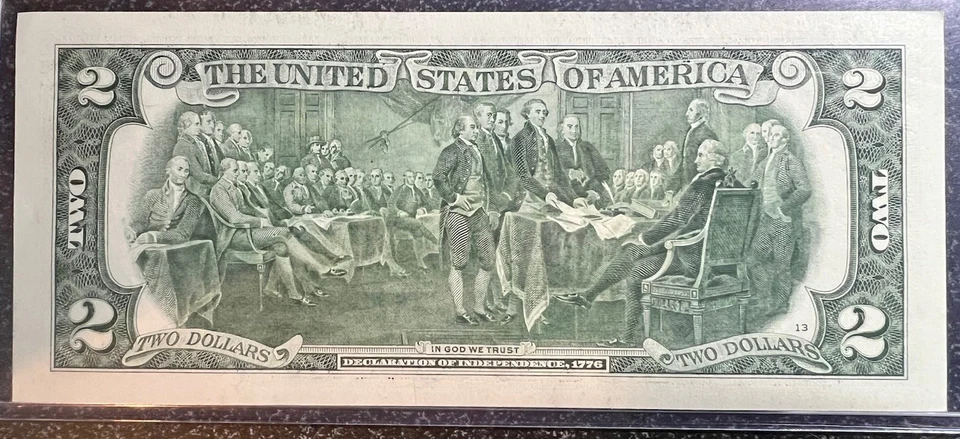 THE UNITED STATES OF AMERICA
2
2
TWO
TWO
13
2
2
TWO DOLLARS
IN GOD WE TRUST
TWO DOLLARS
DECLARATION OF INDEPENDENCE, 1776